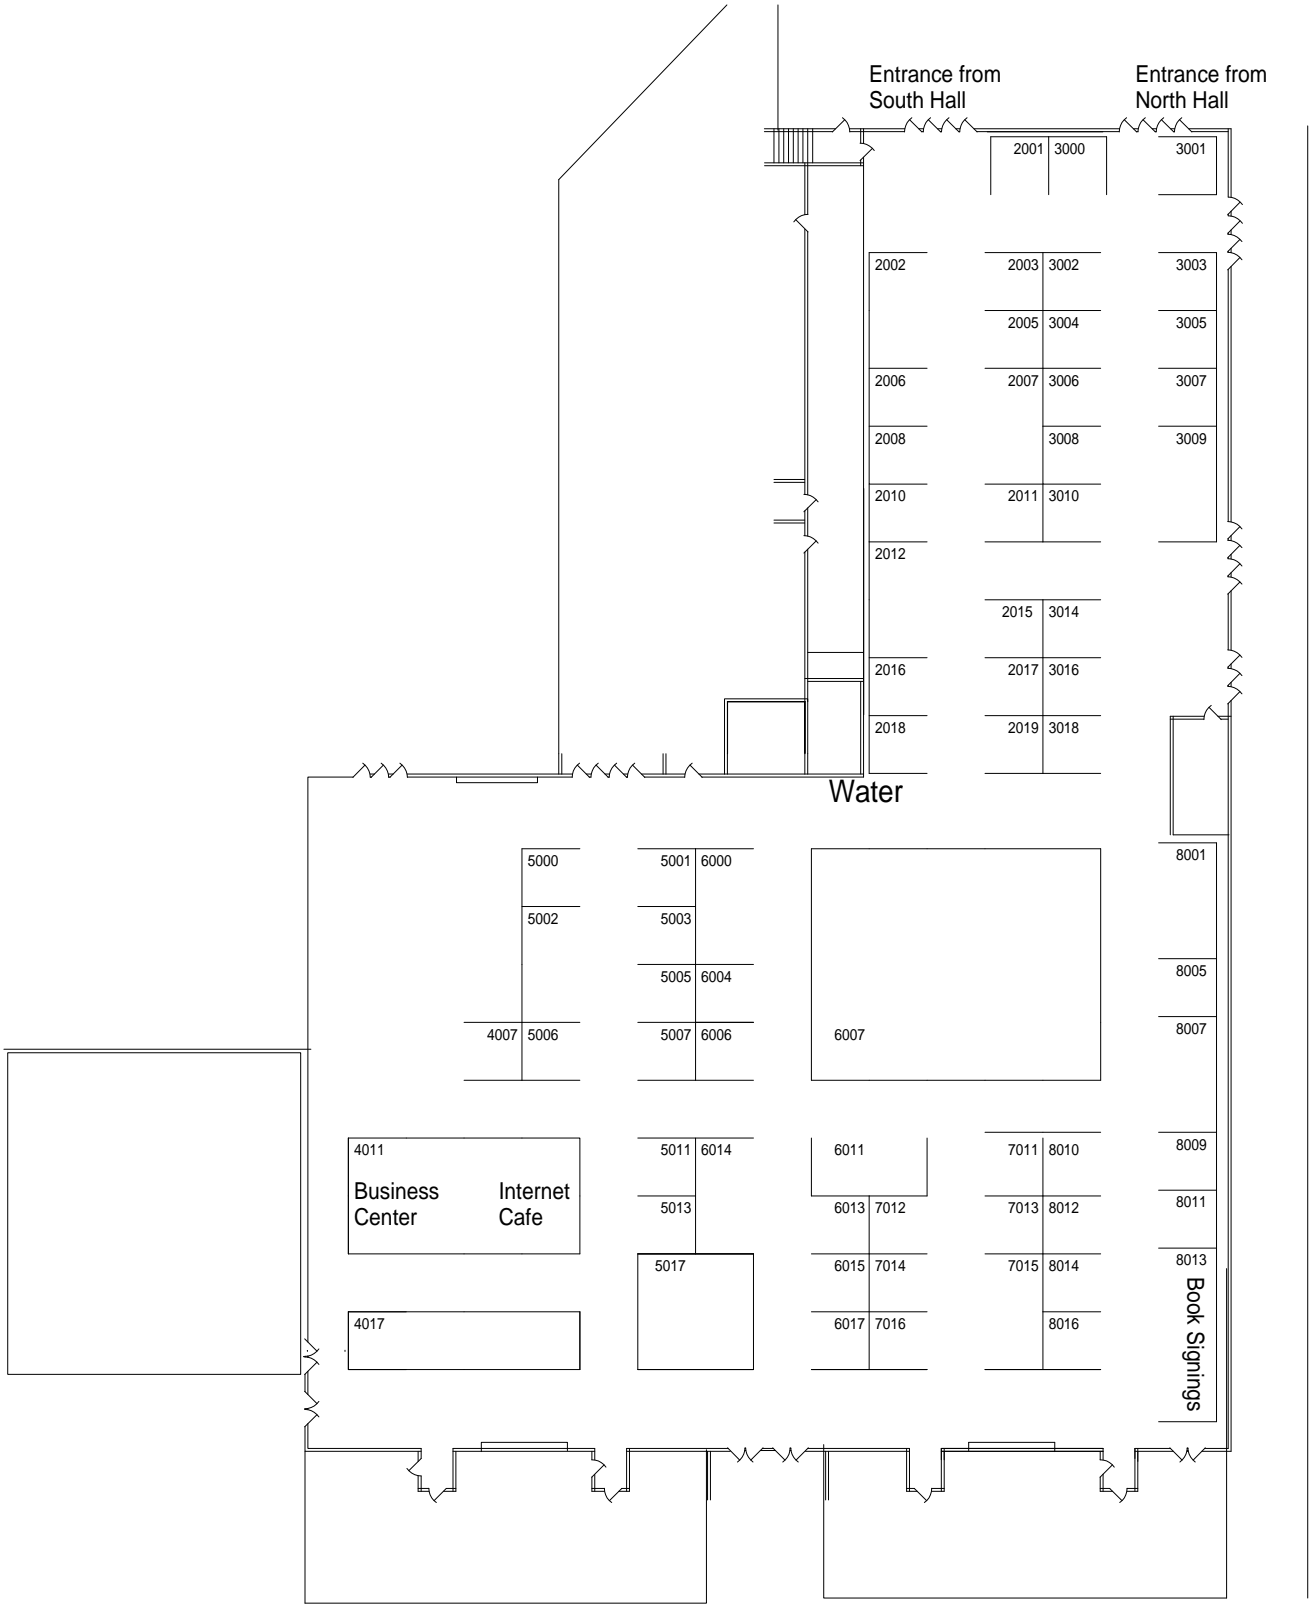 Entrance from
South Hall
Entrance from
North Hall
2001 3000 3001
2002 2003 3002 3003
2005 3004 3005
2006 2007 3006 3007
2008 3008 3009
2010 2011 3010
2012
2015 3014
2016 2017 3016
2018 2019 3018
Water
5000 5001 6000 8001
5002 5003
5005 6004 8005
4007 5006 5007 6006 6007 8007
4011 5011 6014 6011 7011 8010 8009
Business
Center
Internet
Cafe
5013 6013 7012 7013 8012 8011
5017 6015 7014 7015 8014 8013
Book Signings
4017 6017 7016 8016